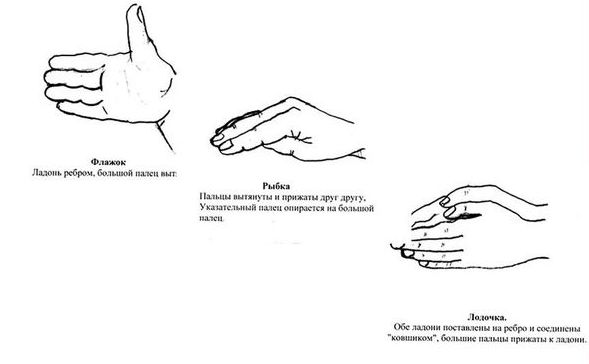 Флажок
Ладонь ребром, большой палец выт
Рыбка
Пальцы вытянуты и прижаты друг другу.
Указательный палец опирается на большой
палец
Лодочка.
Обе ладони поставлены на ребро и соединены
"ковшиком", большие пальцы прижаты к ладони.